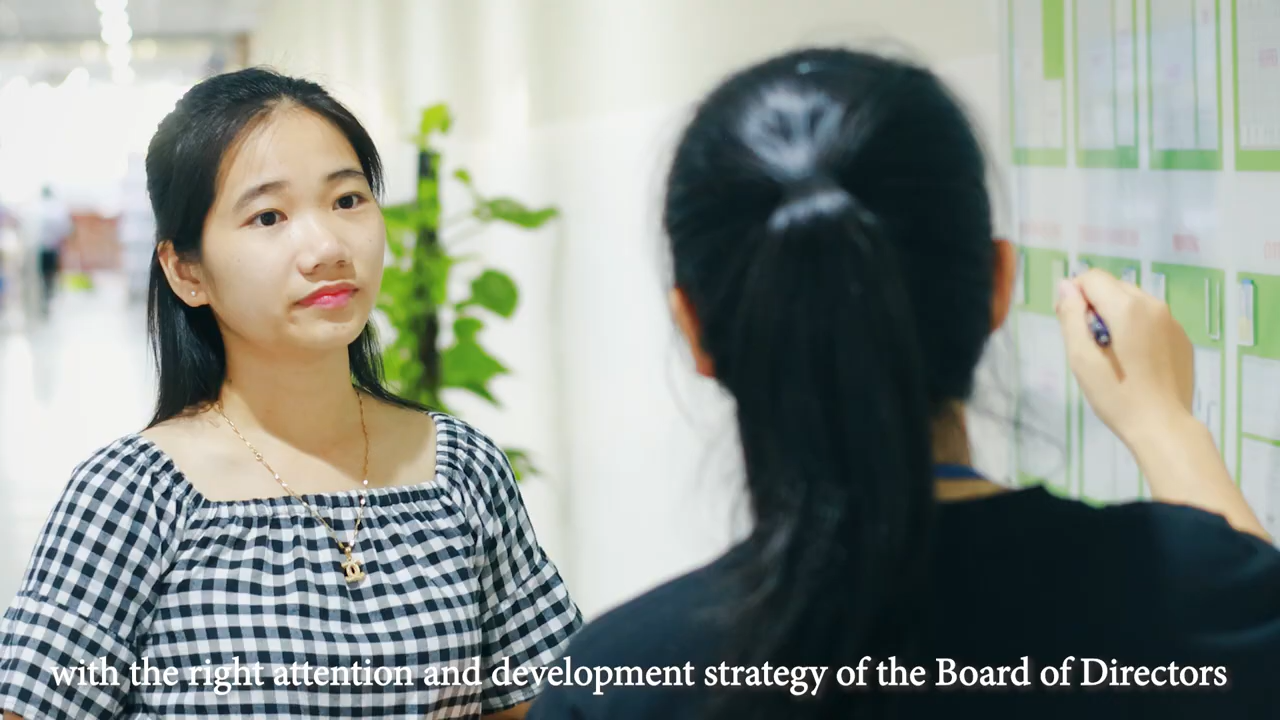 with the right attention and development strategy of the Board of Directors